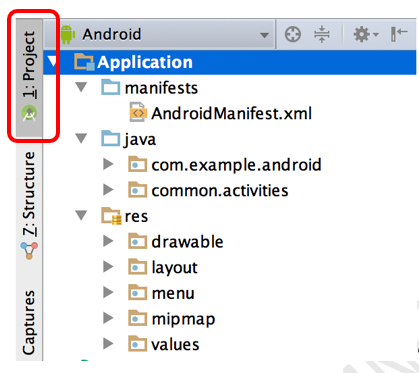 1: Project
Z: Structure
Captures
Android
Application
manifests
AndroidManifest.xml
java
com.example.android
common.activities
res
drawable
layout
menu
mipmap
values